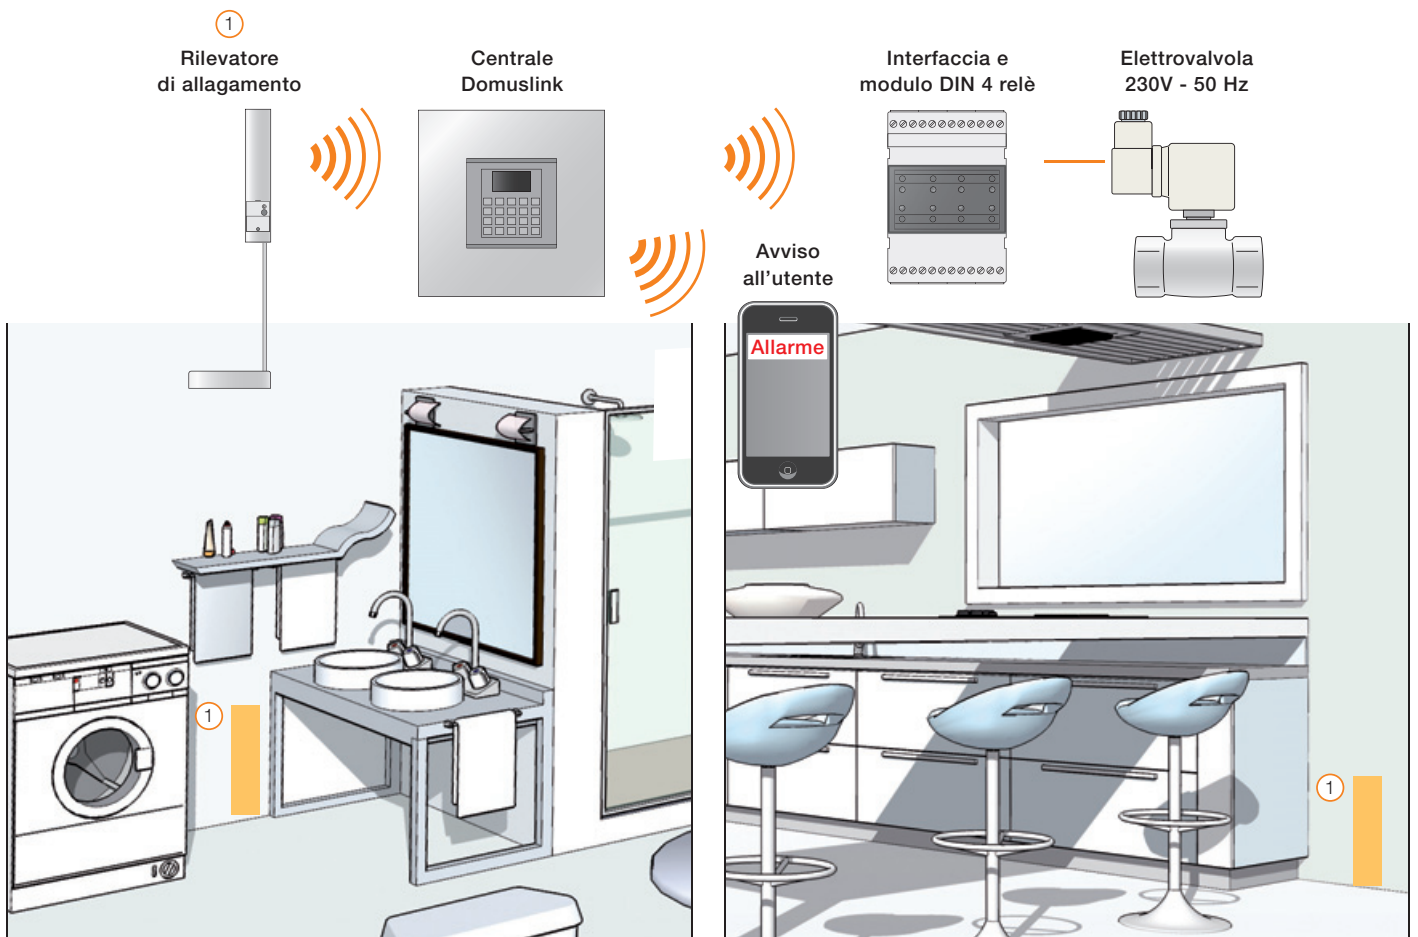 1
Rilevatore
di allagamento
Centrale
Domuslink
Interfaccia e
modulo DIN 4 relè
Elettrovalvola
230V - 50 Hz
Avviso
all'utente
Allarme
1
1